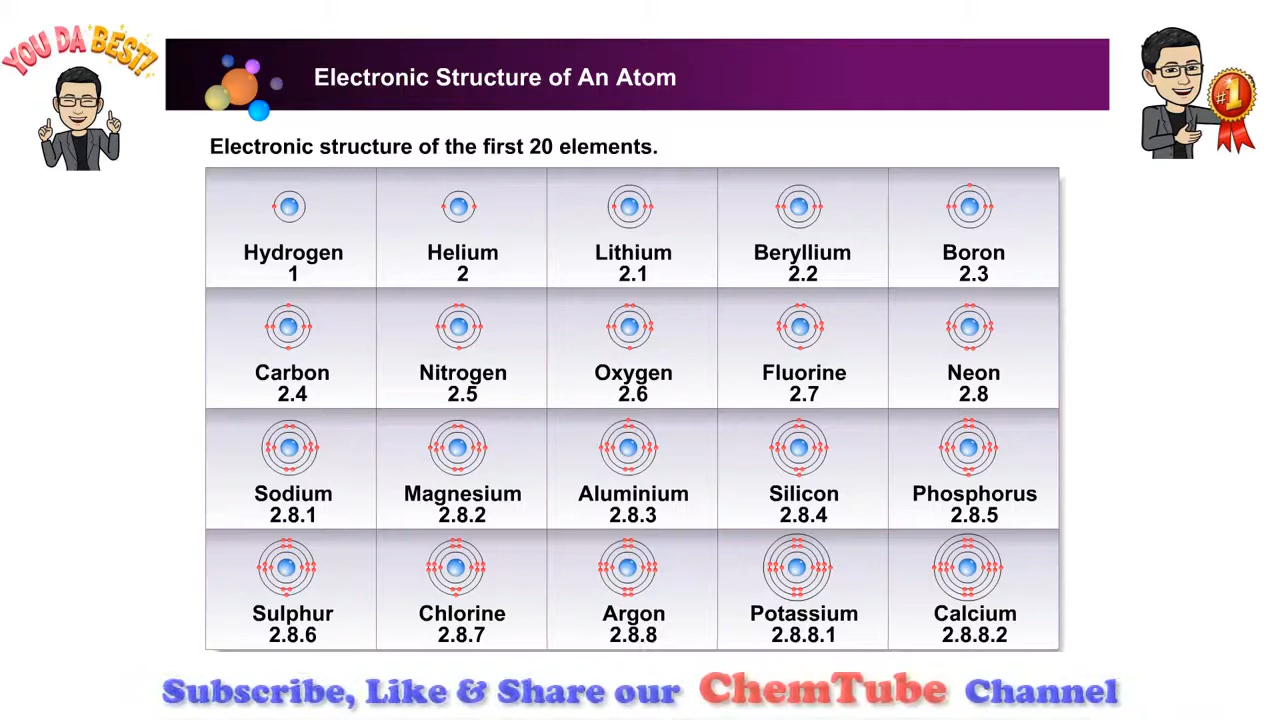 YOU DA BEST!
Electronic Structure of An Atom
#1
Electronic structure of the first 20 elements.
Hydrogen
1
Helium
2
Lithium
2.1
Beryllium
2.2
Boron
2.3
Carbon
2.4
Nitrogen
2.5
Oxygen
2.6
Fluorine
2.7
Neon
2.8
Sodium
2.8.1
Magnesium
2.8.2
Aluminium
2.8.3
Silicon
2.8.4
Phosphorus
2.8.5
Sulphur
2.8.6
Chlorine
2.8.7
Argon
2.8.8
Potassium
2.8.8.1
Calcium
2.8.8.2
Subscribe, Like & Share our ChemTube Channel